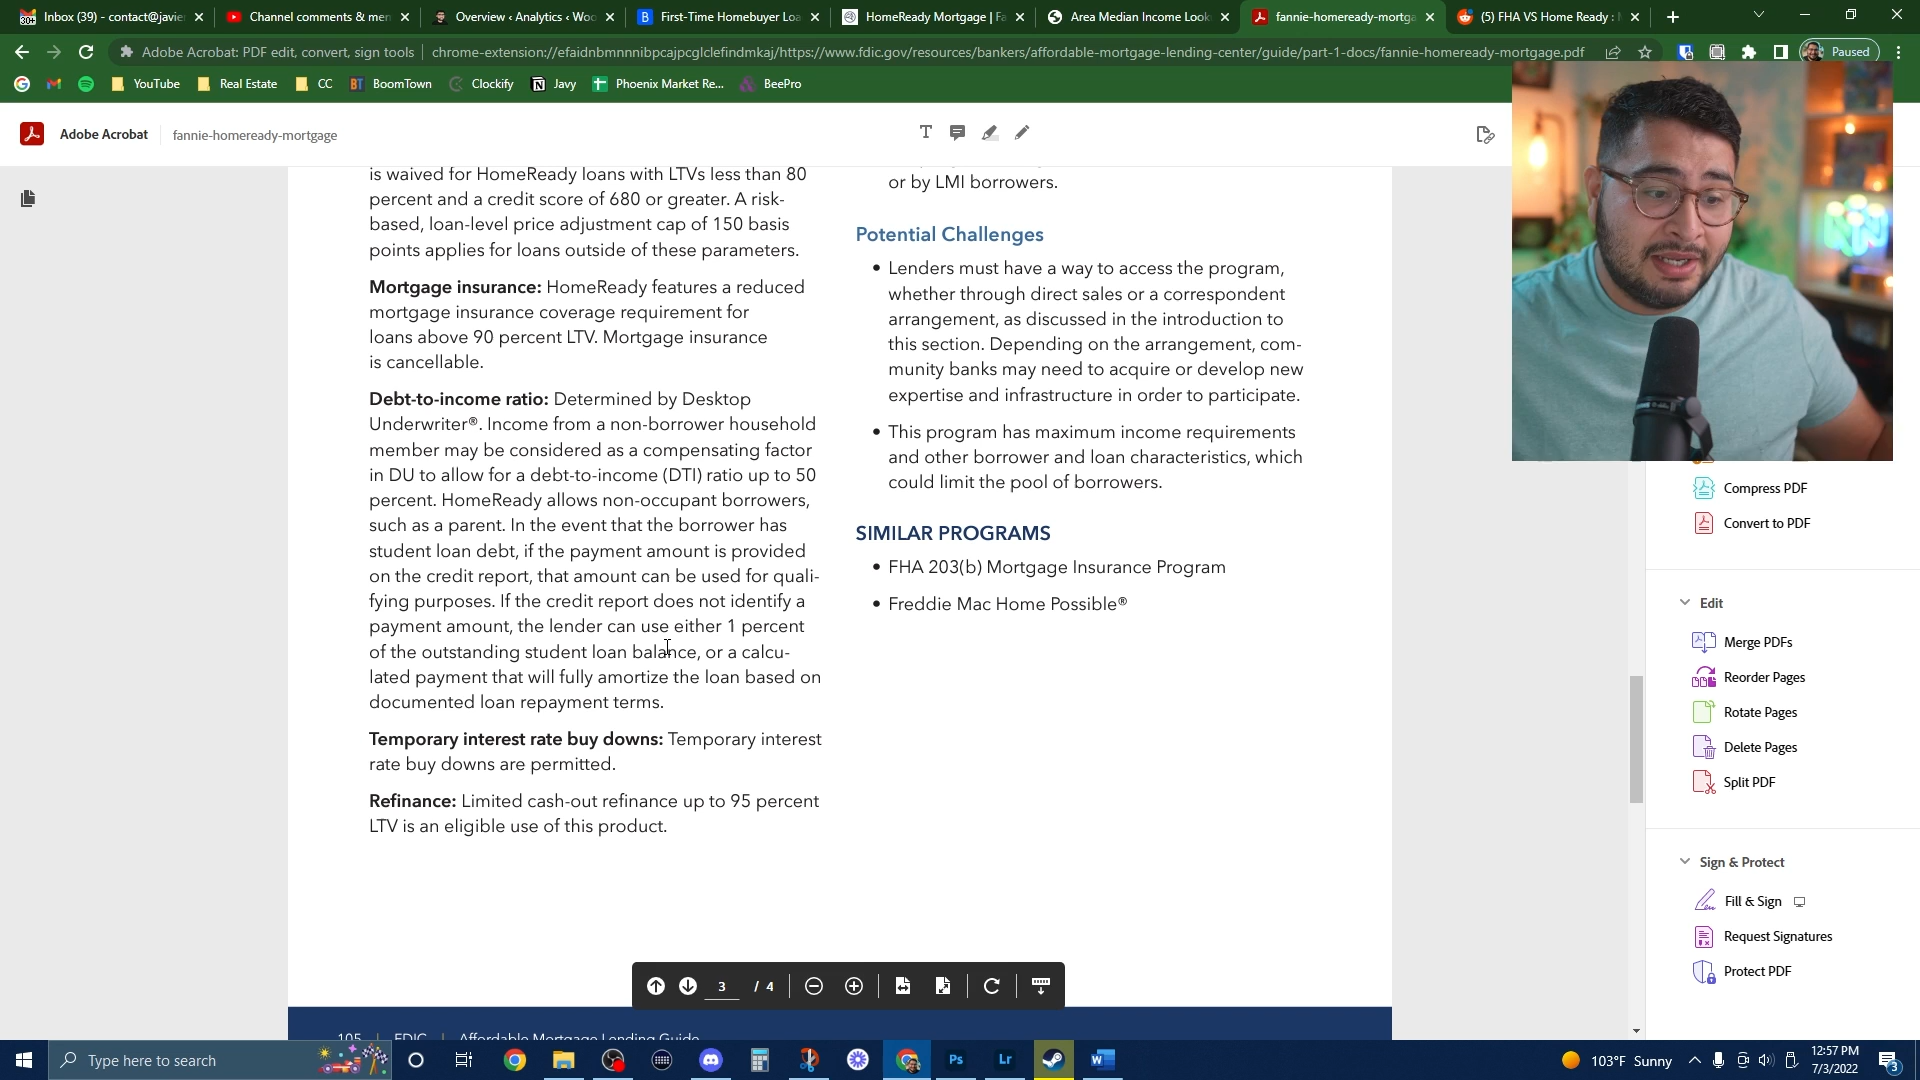 Inbox (39) - contact@javie
Channel comments & men
Overview ‹ Analytics ‹ Woo
First-Time Homebuyer Loa
HomeReady Mortgage | Fa
Area Median Income Look
fannie-homeready-mortga
(5) FHA VS Home Ready :
Adobe Acrobat: PDF edit, convert, sign tools
chrome-extension://efaidnbmnnnibpcajpcglclefindmkaj/https://www.fdic.gov/resources/bankers/affordable-mortgage-lending-center/guide/part-1-docs/fannie-homeready-mortgage.pdf
Paused
YouTube
Real Estate
CC
BT BoomTown
Clockify
Javy
Phoenix Market Re...
BeePro
Adobe Acrobat
fannie-homeready-mortgage
is waived for HomeReady loans with LTVs less than 80
percent and a credit score of 680 or greater. A risk-
based, loan-level price adjustment cap of 150 basis
points applies for loans outside of these parameters.
Mortgage insurance: HomeReady features a reduced
mortgage insurance coverage requirement for
loans above 90 percent LTV. Mortgage insurance
is cancellable.
Debt-to-income ratio: Determined by Desktop
Underwriter®. Income from a non-borrower household
member may be considered as a compensating factor
in DU to allow for a debt-to-income (DTI) ratio up to 50
percent. HomeReady allows non-occupant borrowers,
such as a parent. In the event that the borrower has
student loan debt, if the payment amount is provided
on the credit report, that amount can be used for quali-
fying purposes. If the credit report does not identify a
payment amount, the lender can use either 1 percent
of the outstanding student loan balance, or a calcu-
lated payment that will fully amortize the loan based on
documented loan repayment terms.
Temporary interest rate buy downs: Temporary interest
rate buy downs are permitted.
Refinance: Limited cash-out refinance up to 95 percent
LTV is an eligible use of this product.
or by LMI borrowers.
Potential Challenges
• Lenders must have a way to access the program,
whether through direct sales or a correspondent
arrangement, as discussed in the introduction to
this section. Depending on the arrangement, com-
munity banks may need to acquire or develop new
expertise and infrastructure in order to participate.
• This program has maximum income requirements
and other borrower and loan characteristics, which
could limit the pool of borrowers.
SIMILAR PROGRAMS
• FHA 203(b) Mortgage Insurance Program
• Freddie Mac Home Possible®
105 | FDIC | Affordable Mortgage Lending Guide
3 / 4
Compress PDF
Convert to PDF
Edit
Merge PDFs
Reorder Pages
Rotate Pages
Delete Pages
Split PDF
Sign & Protect
Fill & Sign
Request Signatures
Protect PDF
Type here to search
Ps
Lr
103°F Sunny
12:57 PM
7/3/2022
3